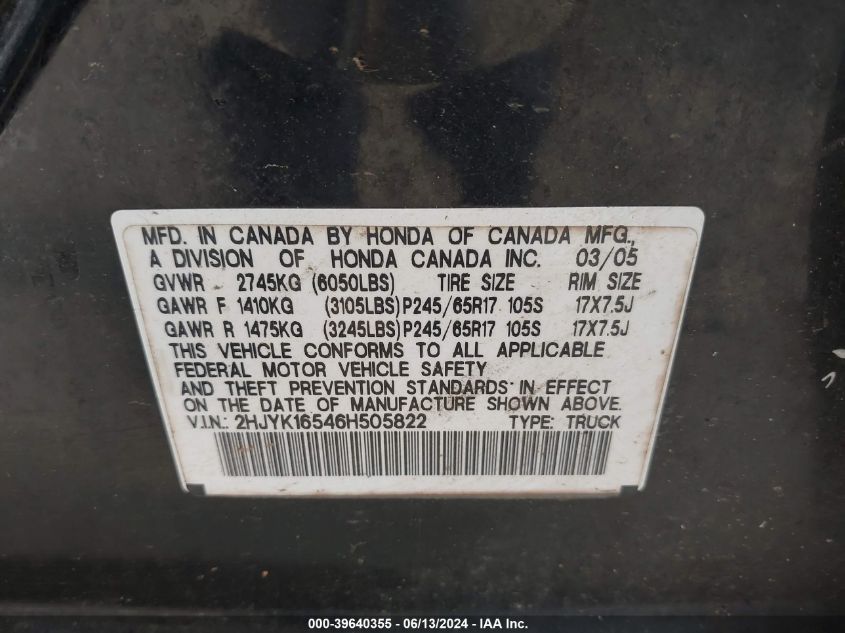 MFD. IN CANADA BY HONDA OF CANADA MFG.,
A DIVISION OF HONDA CANADA INC. 03/05
GVWR 2745KG (6050LBS) TIRE SIZE RIM SIZE
GAWR F 1410KG (3105LBS) P245/65R17 105S 17X7.5J
GAWR R 1475KG (3245LBS) P245/65R17 105S 17X7.5J
THIS VEHICLE CONFORMS TO ALL APPLICABLE
FEDERAL MOTOR VEHICLE SAFETY
AND THEFT PREVENTION STANDARDS IN EFFECT
ON THE DATE OF MANUFACTURE SHOWN ABOVE.
V.I.N.: 2HJYK16546H505822 TYPE: TRUCK
000-39640355 - 06/13/2024 - IAA Inc.